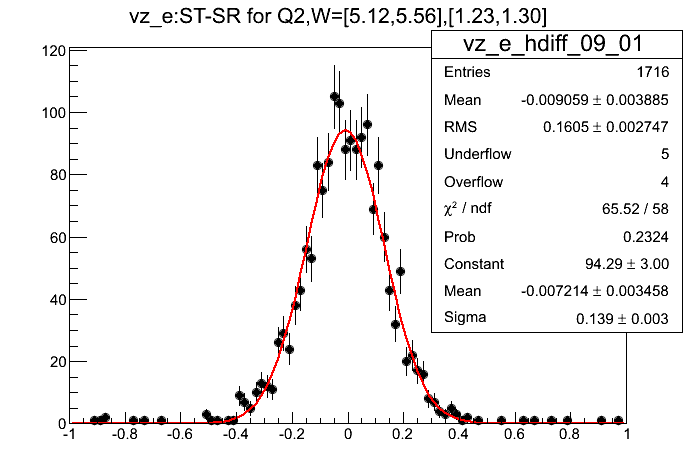 vz_e:ST-SR for Q2,W=[5.12,5.56],[1.23,1.30]
vz_e_hdiff_09_01
Entries 1716
Mean -0.009059 ± 0.003885
RMS 0.1605 ± 0.002747
Underflow 5
Overflow 4
χ² / ndf 65.52 / 58
Prob 0.2324
Constant 94.29 ± 3.00
Mean -0.007214 ± 0.003458
Sigma 0.139 ± 0.003
120
100
80
60
40
20
0
-1 -0.8 -0.6 -0.4 -0.2 0 0.2 0.4 0.6 0.8 1